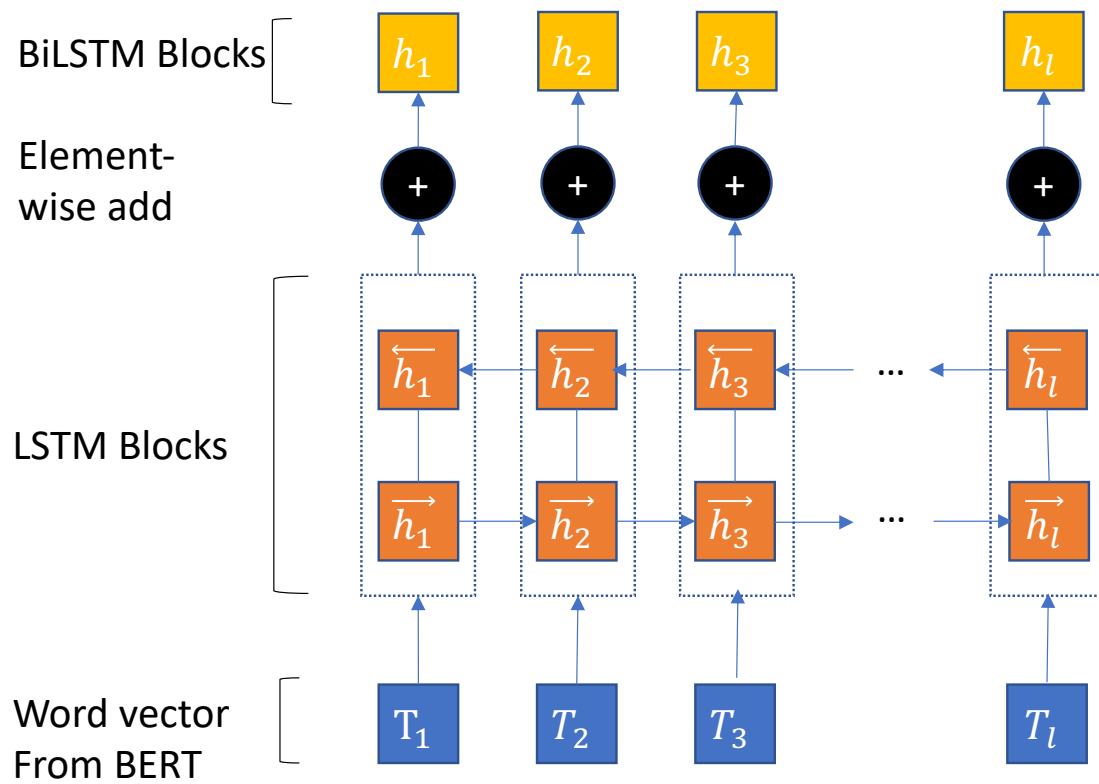 BiLSTM Blocks
h₁ h₂ h₃ hₗ
Element-
wise add
+ + + +
LSTM Blocks
←h₁ ←h₂ ←h₃ ... ←hₗ
→h₁ →h₂ →h₃ ... →hₗ
Word vector
From BERT
T₁ T₂ T₃ Tₗ